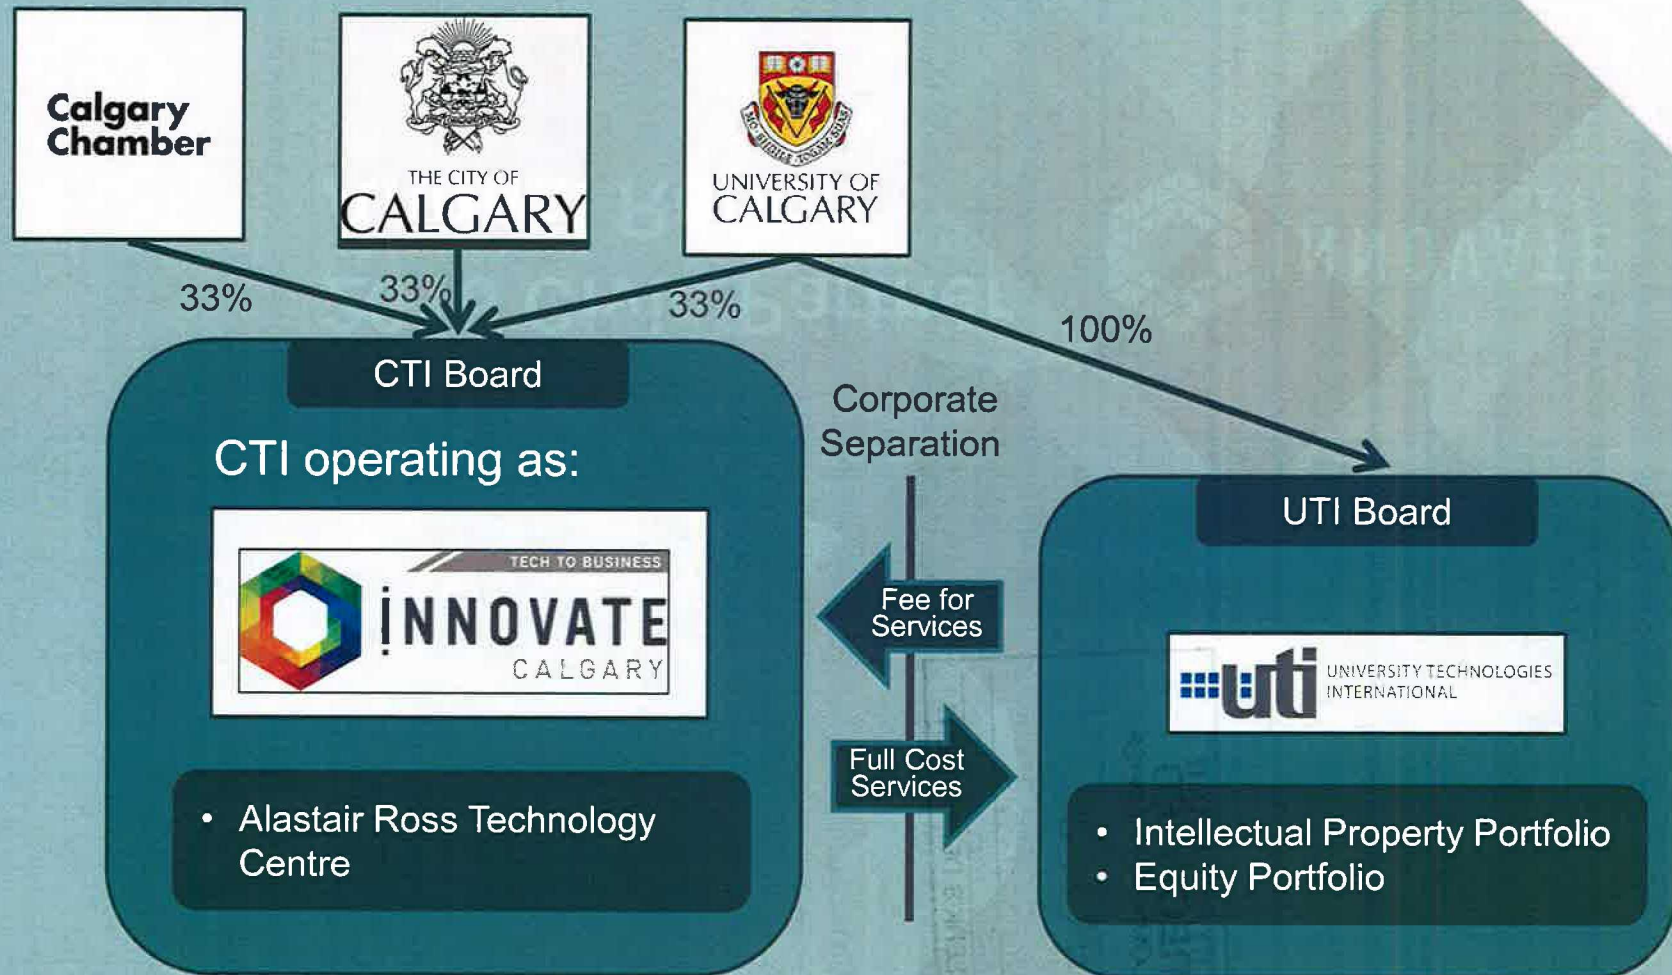 Calgary
Chamber
THE CITY OF
CALGARY
UNIVERSITY OF
CALGARY
33%
33%
33%
100%
CTI Board
CTI operating as:
TECH TO BUSINESS
iNNOVATE
CALGARY
• Alastair Ross Technology
Centre
Corporate
Separation
Fee for
Services
Full Cost
Services
UTI Board
uti UNIVERSITY TECHNOLOGIES
INTERNATIONAL
• Intellectual Property Portfolio
• Equity Portfolio